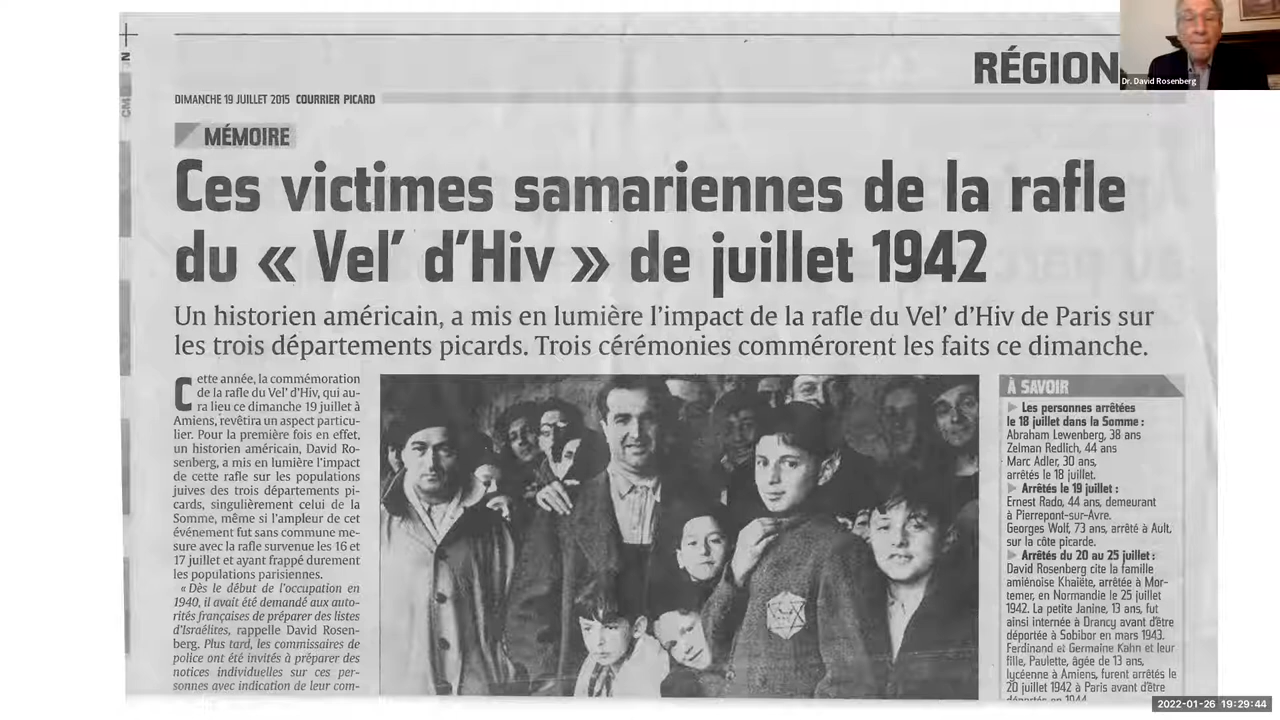 RÉGION
Dr. David Rosenberg
DIMANCHE 19 JUILLET 2015 COURRIER PICARD
MÉMOIRE
Ces victimes samariennes de la rafle
du « Vel’ d’Hiv » de juillet 1942
Un historien américain, a mis en lumière l’impact de la rafle du Vel’ d’Hiv de Paris sur
les trois départements picards. Trois cérémonies commérorent les faits ce dimanche.
Cette année, la commémoration
de la rafle du Vel’ d’Hiv, qui au-
ra lieu ce dimanche 19 juillet à
Amiens, revêtira un aspect particu-
lier. Pour la première fois en effet,
un historien américain, David Ro-
senberg, a mis en lumière l’impact
de cette rafle sur les populations
juives des trois départements pi-
cards, singulièrement celui de la
Somme, même si l’ampleur de cet
événement fut sans commune me-
sure avec la rafle survenue les 16 et
17 juillet et ayant frappé durement
les populations parisiennes.
« Dès le début de l’occupation en
1940, il avait été demandé aux auto-
rités françaises de préparer des listes
d’Israélites, rappelle David Rosen-
berg. Plus tard, les commissaires de
police ont été invités à préparer des
notices individuelles sur ces per-
sonnes avec indication de leur com-
À SAVOIR
Les personnes arrêtées
le 18 juillet dans la Somme :
Abraham Lewenberg, 38 ans
Zelman Redlich, 44 ans
Marc Adler, 30 ans,
arrêtés le 18 juillet.
Arrêtés le 19 juillet :
Ernest Rado, 44 ans, demeurant
à Pierrepont-sur-Avre.
Georges Wolf, 73 ans, arrêté à Ault,
sur la côte picarde.
Arrêtés du 20 au 25 juillet :
David Rosenberg cite la famille
amiénoise Khaiëte, arrêtée à Mor-
temer, en Normandie le 25 juillet
1942. La petite Janine, 13 ans, fut
ainsi internée à Drancy avant d’être
déportée à Sobibor en mars 1943.
Ferdinand et Germaine Kahn et leur
fille, Paulette, âgée de 13 ans,
lycéenne à Amiens, furent arrêtés le
20 juillet 1942 à Paris avant d’être
déportés en 1944
2022-01-26 19:29:44